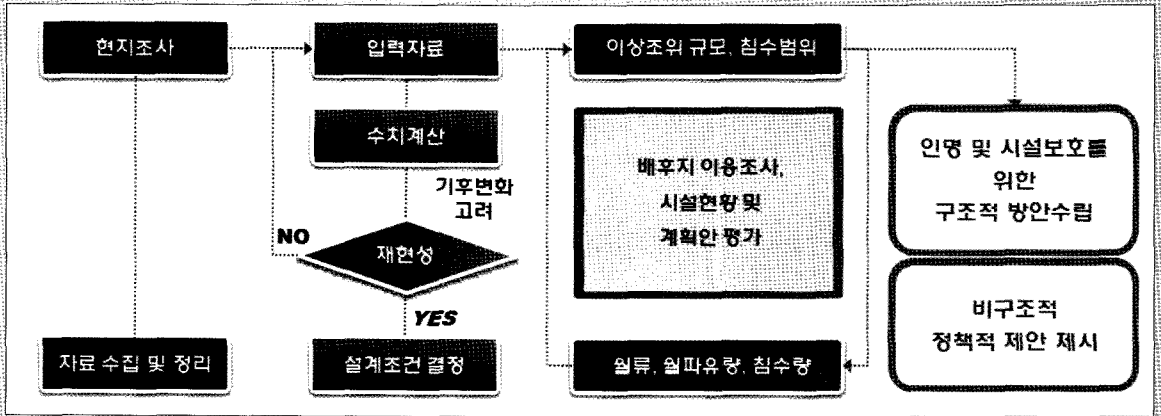 현지조사
자료 수집 및 정리
입력자료
수치계산
기후변화
고려
NO
재현성
YES
설계조건 결정
이상조위 규모, 침수범위
배후지 이용조사,
시설현황 및
계획안 평가
월류, 월파유량, 침수량
인명 및 시설보호를
위한
구조적 방안수립
비구조적
정책적 제안 제시